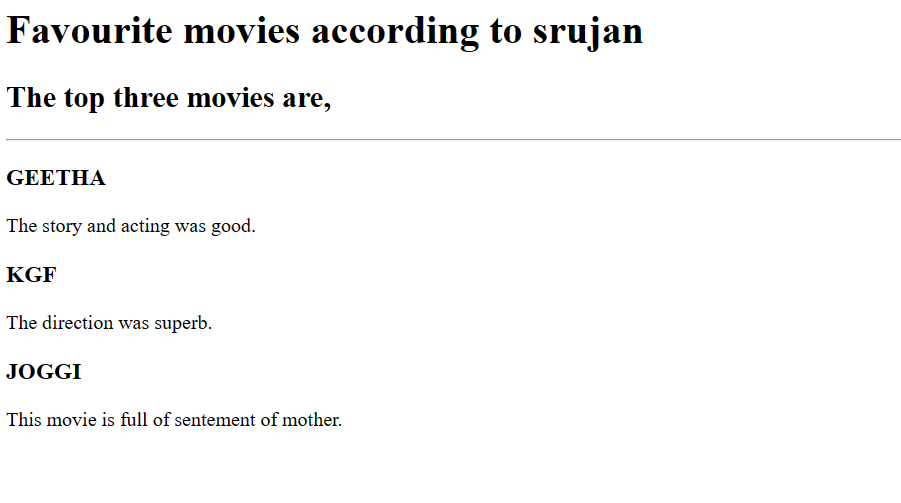 Favourite movies according to srujan
The top three movies are,
GEETHA
The story and acting was good.
KGF
The direction was superb.
JOGGI
This movie is full of sentement of mother.